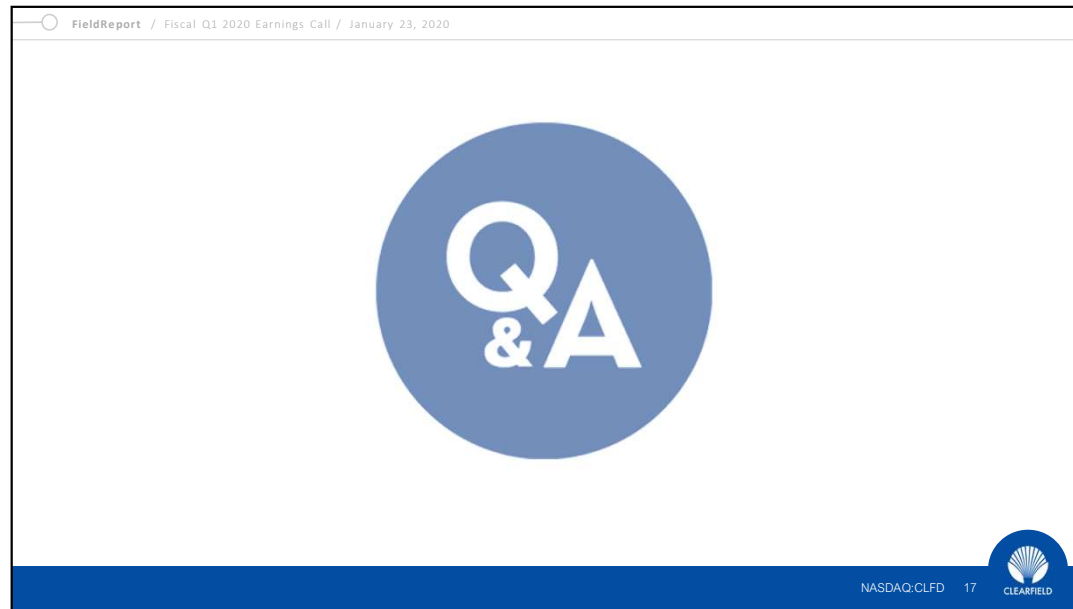 FieldReport / Fiscal Q1 2020 Earnings Call / January 23, 2020
Q
&A
NASDAQ:CLFD 17
CLEARFIELD